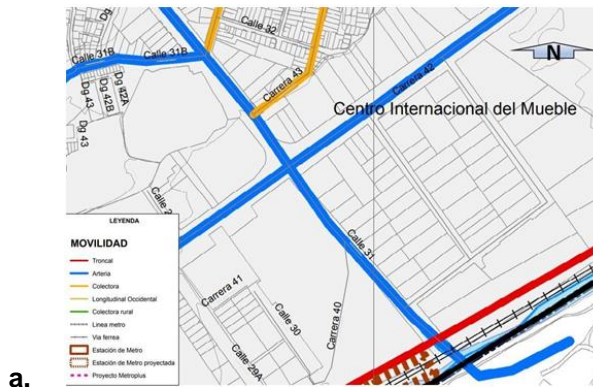 Calle 32
Calle 31B
Calle 31B
Carrera 43
Carrera 42
N
Dg 42A
Dg 42B
Dg 43
Dg 43
Centro Internacional del Mueble
Calle 31
Carrera 41
Calle 30
Carrera 40
Calle 29A
LEYENDA
MOVILIDAD
Troncal
Arteria
Colectora
Longitudinal Occidental
Colectora rural
Linea metro
Via ferrea
Estación de Metro
Estación de Metro proyectada
Proyecto Metroplus
a.